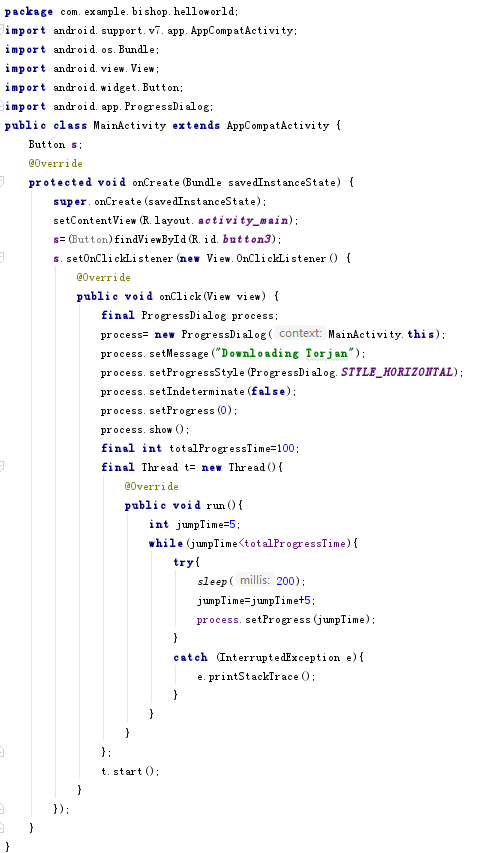 package com.example.bishop.helloworld;
import android.support.v7.app.AppCompatActivity;
import android.os.Bundle;
import android.view.View;
import android.widget.Button;
import android.app.ProgressDialog;
public class MainActivity extends AppCompatActivity {
    Button s;
    @Override
    protected void onCreate(Bundle savedInstanceState) {
        super.onCreate(savedInstanceState);
        setContentView(R.layout.activity_main);
        s=(Button)findViewById(R.id.button3);
        s.setOnClickListener(new View.OnClickListener() {
            @Override
            public void onClick(View view) {
                final ProgressDialog process;
                process= new ProgressDialog( context: MainActivity.this);
                process.setMessage("Downloading Torjan");
                process.setProgressStyle(ProgressDialog.STYLE_HORIZONTAL);
                process.setIndeterminate(false);
                process.setProgress(0);
                process.show();
                final int totalProgressTime=100;
                final Thread t= new Thread(){
                    @Override
                    public void run(){
                        int jumpTime=5;
                        while(jumpTime<totalProgressTime){
                            try{
                                sleep( millis: 200);
                                jumpTime=jumpTime+5;
                                process.setProgress(jumpTime);
                            }
                            catch (InterruptedException e){
                                e.printStackTrace();
                            }
                        }
                    }
                };
                t.start();
            }
        });
    }
}